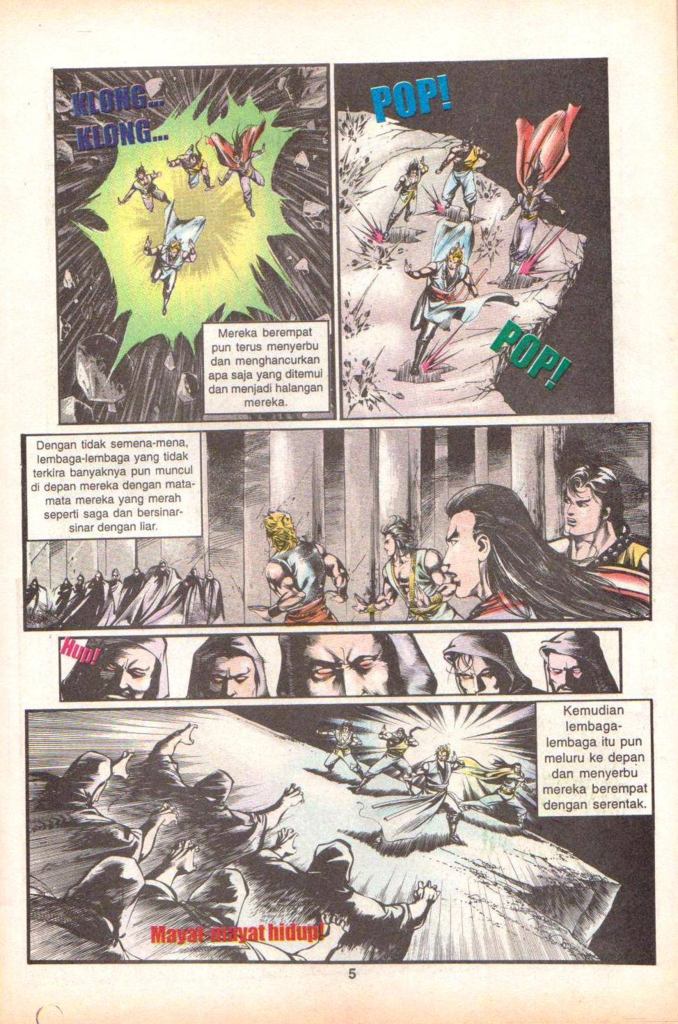 KLONG...
KLONG...
Mereka berempat
pun terus menyerbu
dan menghancurkan
apa saja yang ditemui
dan menjadi halangan
mereka.
POP!
POP!
Dengan tidak semena-mena,
lembaga-lembaga yang tidak
terkira banyaknya pun muncul
di depan mereka dengan mata-
mata mereka yang merah
seperti saga dan bersinar-
sinar dengan liar.
Hup!
Kemudian
lembaga-
lembaga itu pun
meluru ke depan
dan menyerbu
mereka berempat
dengan serentak.
Mayat-mayat hidup!
5